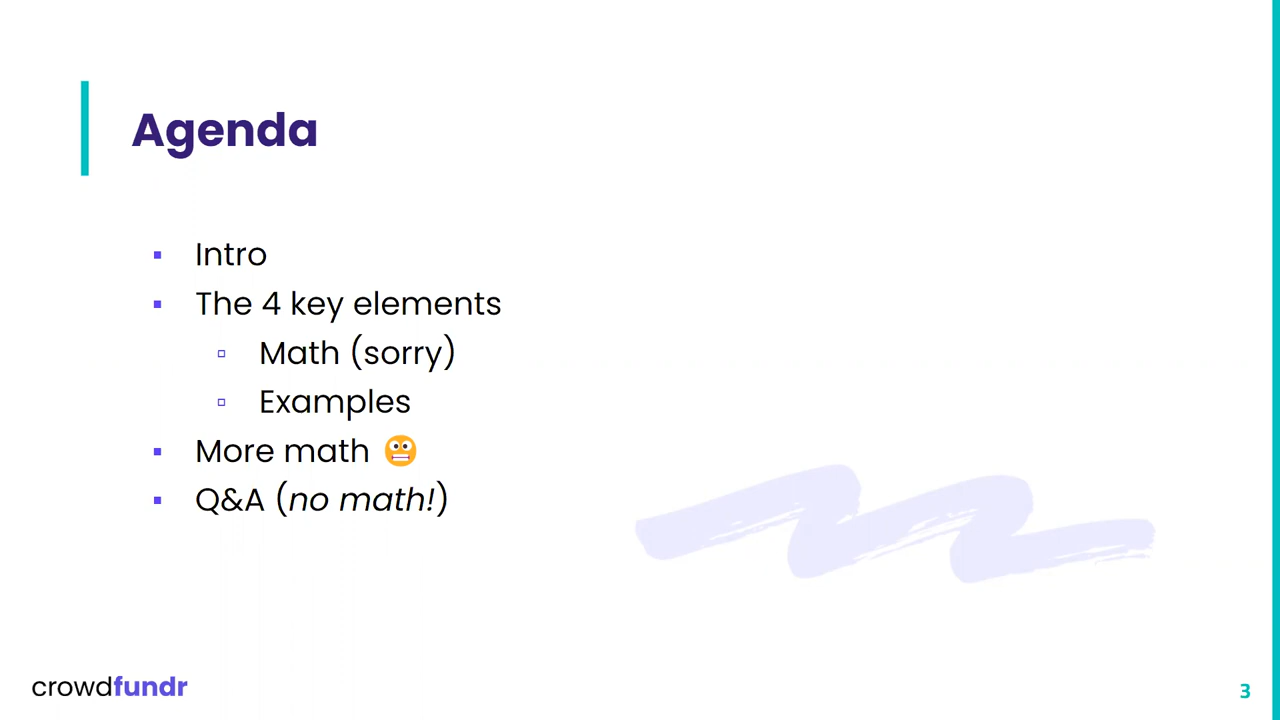 Agenda
Intro
The 4 key elements
Math (sorry)
Examples
More math 😬
Q&A (no math!)
crowdfundr
3